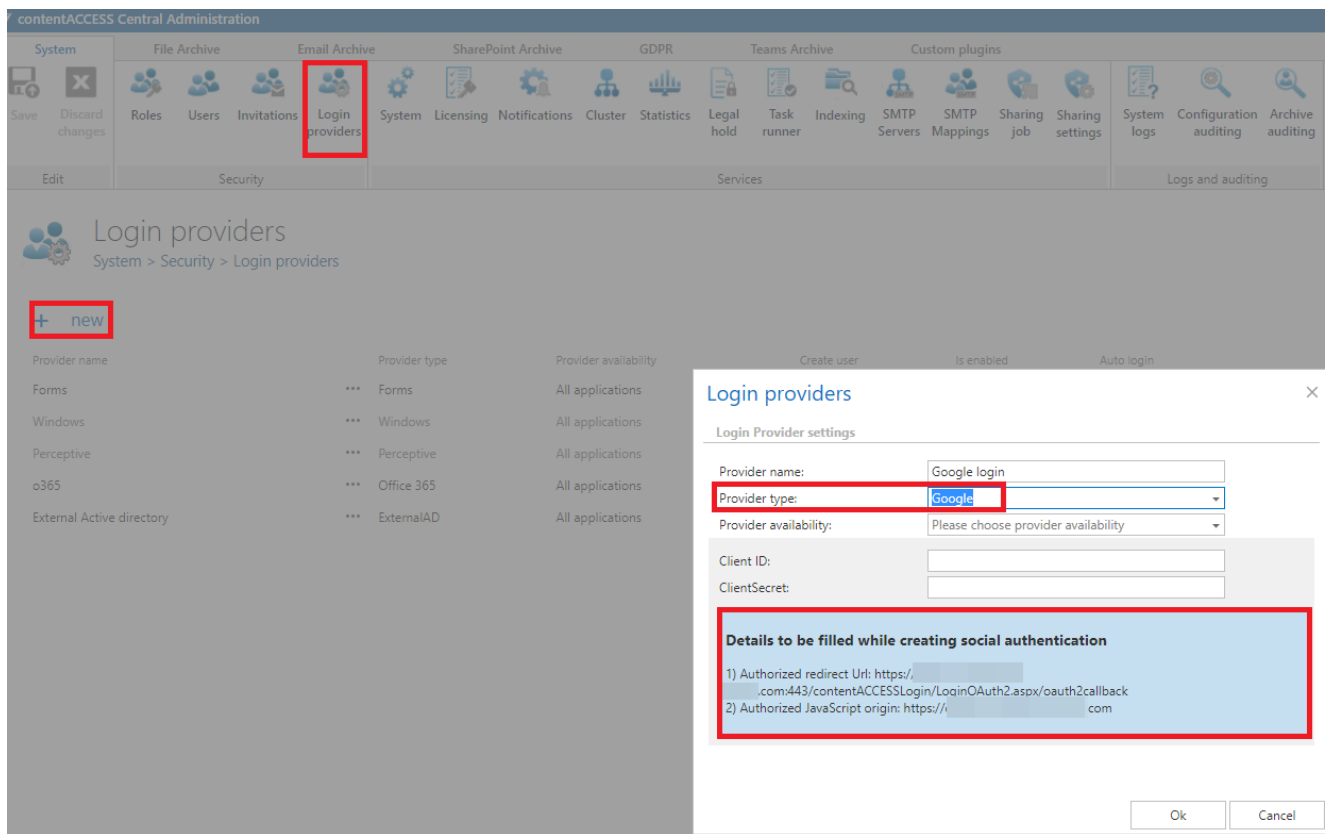 contentACCESS Central Administration
System File Archive Email Archive SharePoint Archive GDPR Teams Archive Custom plugins
Save Discard changes Roles Users Invitations Login providers System Licensing Notifications Cluster Statistics Legal hold Task runner Indexing SMTP Servers SMTP Mappings Sharing job Sharing settings System logs Configuration auditing Archive auditing
Edit Security Services Logs and auditing
Login providers
System > Security > Login providers
+ new
Provider name Provider type Provider availability Create user Is enabled Auto login
Forms ••• Forms All applications
Windows ••• Windows All applications
Perceptive ••• Perceptive All applications
o365 ••• Office 365 All applications
External Active directory ••• ExternalAD All applications
Login providers
Login Provider settings
Provider name: Google login
Provider type: Google
Provider availability: Please choose provider availability
Client ID:
ClientSecret:
Details to be filled while creating social authentication
1) Authorized redirect Url: https:/
.com:443/contentACCESSLogin/LoginOAuth2.aspx/oauth2callback
2) Authorized JavaScript origin: https:// com
Ok Cancel